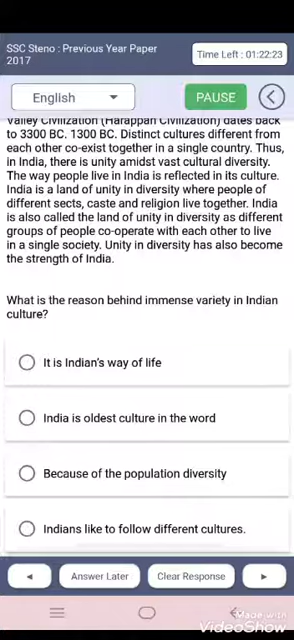 SSC Steno : Previous Year Paper
2017
Time Left : 01:22:23
English
PAUSE
Valley Civilization (Harappan Civilization) dates back
to 3300 BC. 1300 BC. Distinct cultures different from
each other co-exist together in a single country. Thus,
in India, there is unity amidst vast cultural diversity.
The way people live in India is reflected in its culture.
India is a land of unity in diversity where people of
different sects, caste and religion live together. India
is also called the land of unity in diversity as different
groups of people co-operate with each other to live
in a single society. Unity in diversity has also become
the strength of India.
What is the reason behind immense variety in Indian
culture?
It is Indian's way of life
India is oldest culture in the word
Because of the population diversity
Indians like to follow different cultures.
Answer Later
Clear Response
Made with
VideoShow